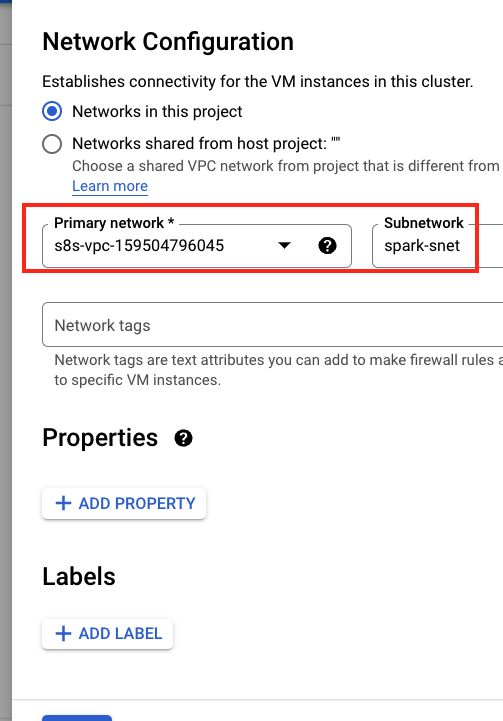 Network Configuration
Establishes connectivity for the VM instances in this cluster.
Networks in this project
Networks shared from host project: ""
Choose a shared VPC network from project that is different from
Learn more
Primary network *
s8s-vpc-159504796045
Subnetwork
spark-snet
Network tags
Network tags are text attributes you can add to make firewall rules a
to specific VM instances.
Properties
ADD PROPERTY
Labels
ADD LABEL